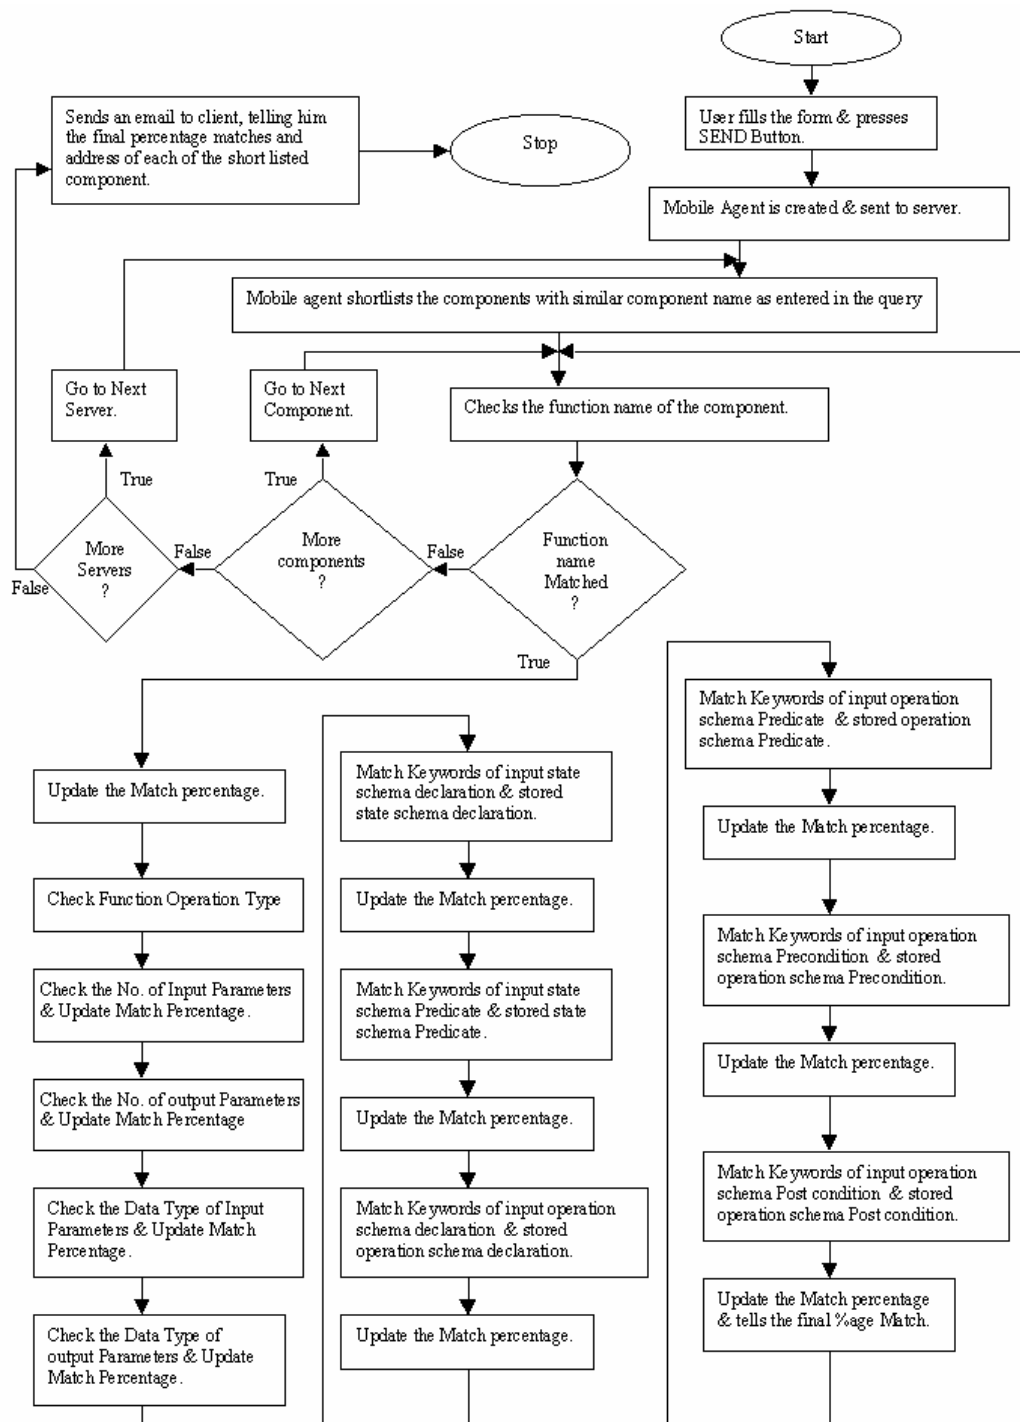 Start
User fills the form & presses
SEND Button.
Mobile Agent is created & sent to server.
Sends an email to client, telling him
the final percentage matches and
address of each of the short listed
component.
Stop
Mobile agent shortlists the components with similar component name as entered in the query
Go to Next
Server.
Go to Next
Component.
Checks the function name of the component.
True
True
More
Servers
?
False
False
More
components
?
False
Function
name
Matched
?
True
Update the Match percentage.
Check Function Operation Type
Check the No. of Input Parameters
& Update Match Percentage.
Check the No. of output Parameters
& Update Match Percentage
Check the Data Type of Input
Parameters & Update Match
Percentage.
Check the Data Type of
output Parameters & Update
Match Percentage.
Match Keywords of input state
schema declaration & stored
state schema declaration.
Update the Match percentage.
Match Keywords of input state
schema Predicate & stored state
schema Predicate.
Update the Match percentage.
Match Keywords of input operation
schema declaration & stored
operation schema declaration.
Update the Match percentage.
Match Keywords of input operation
schema Predicate & stored operation
schema Predicate.
Update the Match percentage.
Match Keywords of input operation
schema Precondition & stored
operation schema Precondition.
Update the Match percentage.
Match Keywords of input operation
schema Post condition & stored
operation schema Post condition.
Update the Match percentage
& tells the final %age Match.